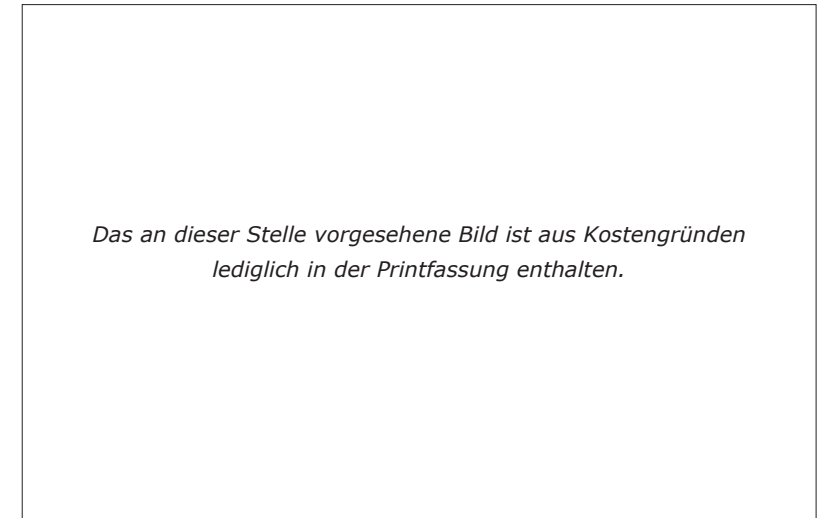 Das an dieser Stelle vorgesehene Bild ist aus Kostengründen
lediglich in der Printfassung enthalten.